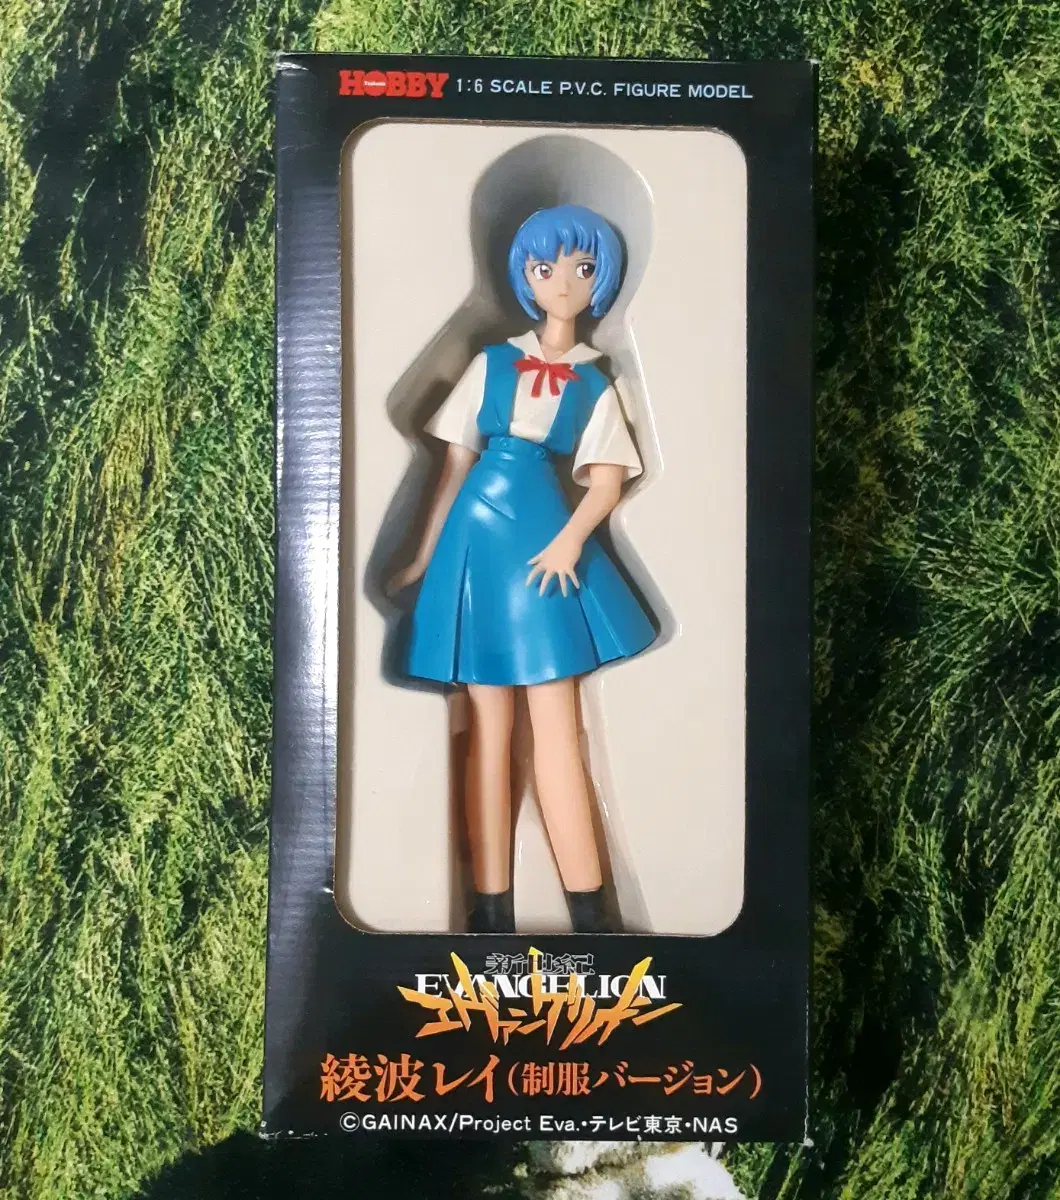 HOBBY 1:6 SCALE P.V.C. FIGURE MODEL
新世紀
EVANGELION
エヴァンゲリオン
綾波レイ(制服バージョン)
©GAINAX/Project Eva.・テレビ東京・NAS